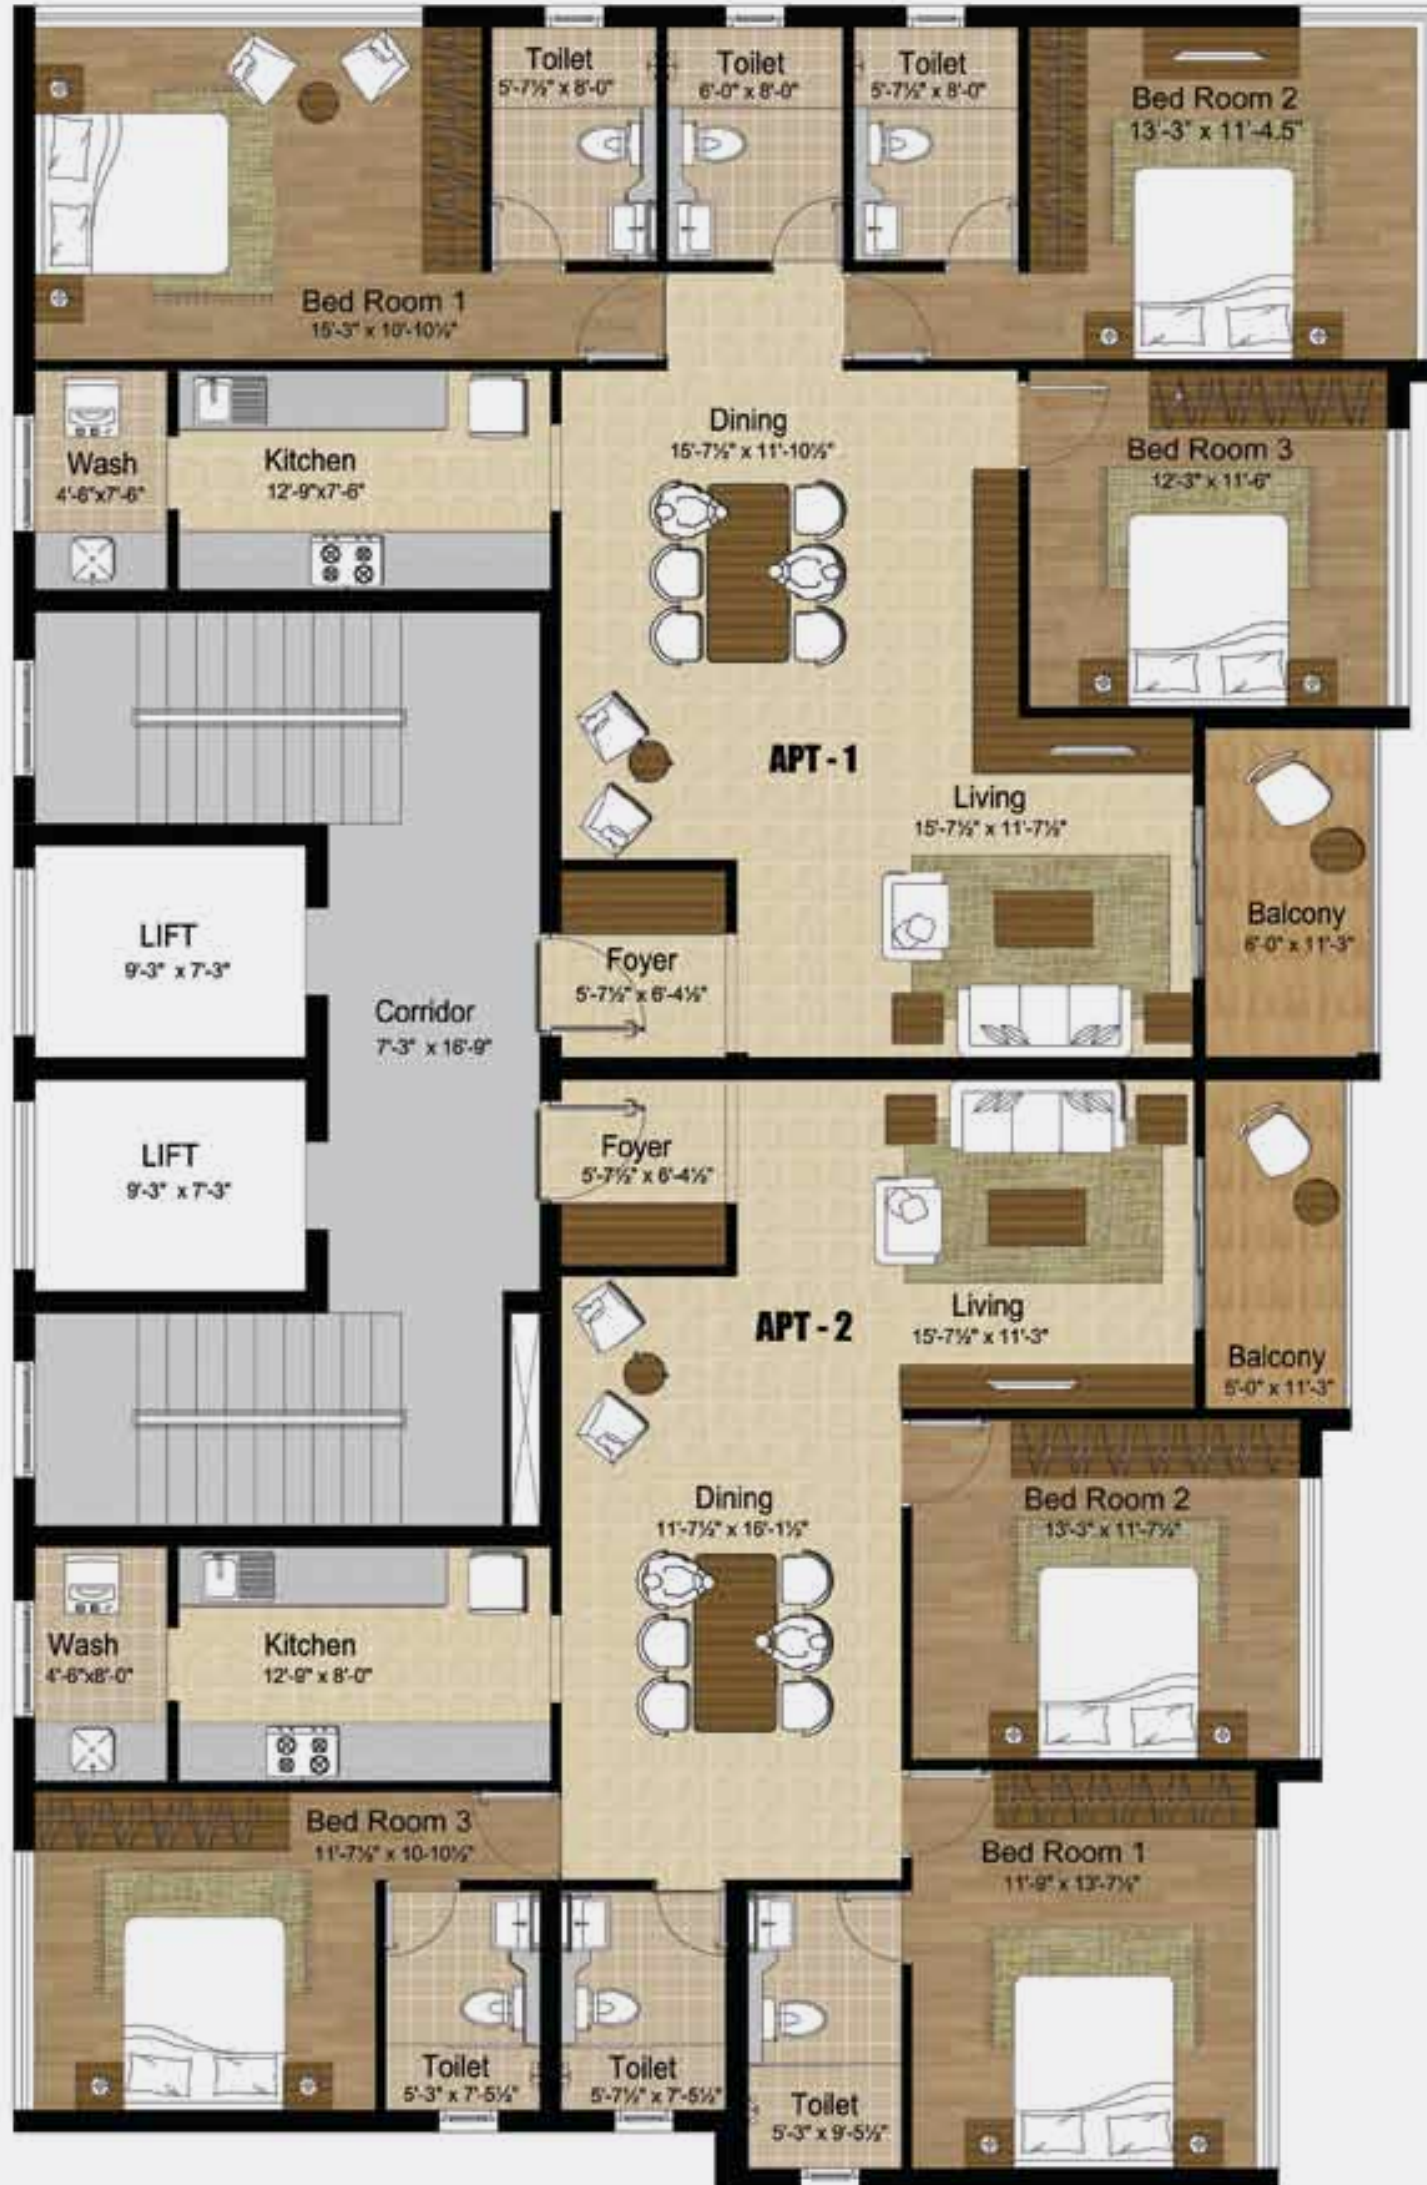 Toilet
5'-7½" x 8'-0"
Toilet
6'-0" x 8'-0"
Toilet
5'-7½" x 8'-0"
Bed Room 2
13'-3" x 11'-4.5"
Bed Room 1
15'-3" x 10'-10½"
Dining
15'-7½" x 11'-10½"
Bed Room 3
12'-3" x 11'-6"
Wash
4'-6"x7'-6"
Kitchen
12'-9"x7'-6"
APT - 1
Living
15'-7½" x 11'-7½"
LIFT
9'-3" x 7'-3"
Balcony
6'-0" x 11'-3"
Foyer
5'-7½" x 6'-4½"
Corridor
7'-3" x 16'-9"
LIFT
9'-3" x 7'-3"
Foyer
5'-7½" x 6'-4½"
Living
15'-7½" x 11'-3"
APT - 2
Balcony
5'-0" x 11'-3"
Dining
11'-7½" x 16'-1½"
Bed Room 2
13'-3" x 11'-7½"
Wash
4'-6"x8'-0"
Kitchen
12'-9" x 8'-0"
Bed Room 3
11'-7½" x 10-10½"
Bed Room 1
11'-9" x 13'-7½"
Toilet
5'-3" x 7'-5½"
Toilet
5'-7½" x 7'-5½"
Toilet
5'-3" x 9'-5½"